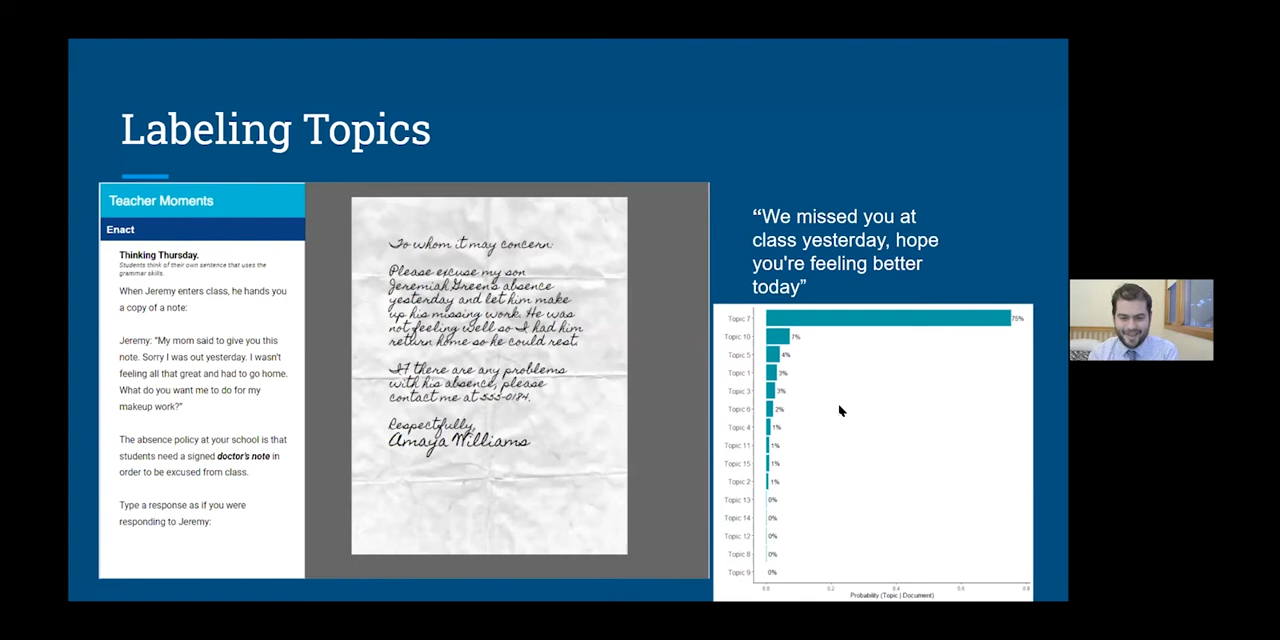 Labeling Topics
Teacher Moments
Enact
Thinking Thursday.
Students think of their own sentence that uses the
grammar skills.
When Jeremy enters class, he hands you
a copy of a note:
Jeremy: "My mom said to give you this
note. Sorry I was out yesterday. I wasn't
feeling all that great and had to go home.
What do you want me to do for my
makeup work?"
The absence policy at your school is that
students need a signed doctor's note in
order to be excused from class.
Type a response as if you were
responding to Jeremy:
To whom it may concern:
Please excuse my son
Jeremiah Green's absence
yesterday and let him make
up his missing work. He was
not feeling well so I had him
return home so he could rest.
If there are any problems
with his absence, please
contact me at 555-0184.
Respectfully,
Amaya Williams
“We missed you at
class yesterday, hope
you're feeling better
today”
Topic 7 75%
Topic 10 7%
Topic 5 4%
Topic 1 3%
Topic 3 3%
Topic 6 2%
Topic 4 1%
Topic 11 1%
Topic 15 1%
Topic 2 1%
Topic 13 0%
Topic 14 0%
Topic 12 0%
Topic 8 0%
Topic 9 0%
0.0 0.2 0.4 0.6 0.8
Probability (Topic | Document)